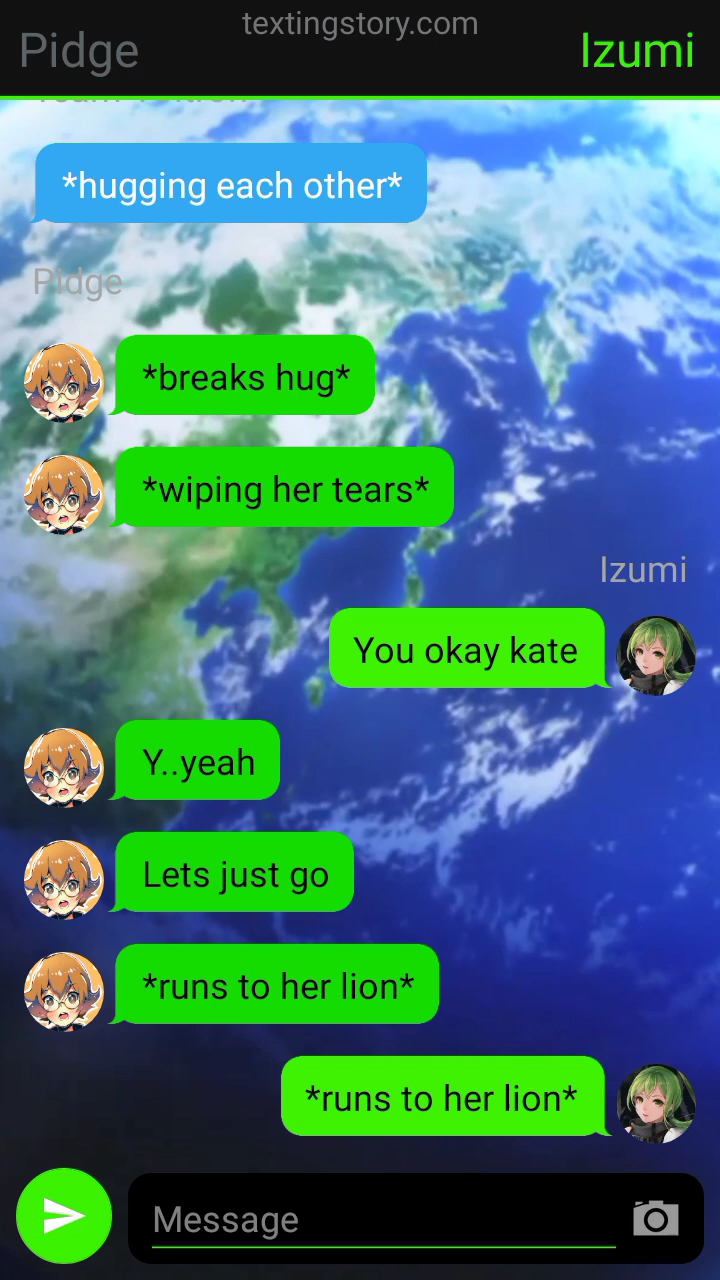 textingstory.com
Pidge
Izumi
*hugging each other*
Pidge
*breaks hug*
*wiping her tears*
Izumi
You okay kate
Y..yeah
Lets just go
*runs to her lion*
*runs to her lion*
Message